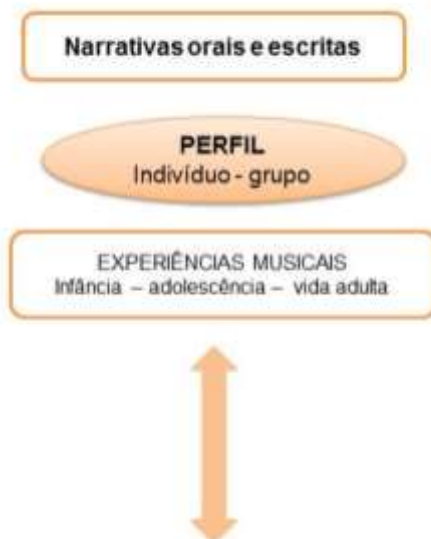 Narrativas orais e escritas
PERFIL
Indivíduo - grupo
EXPERIÊNCIAS MUSICAIS
Infância – adolescência – vida adulta